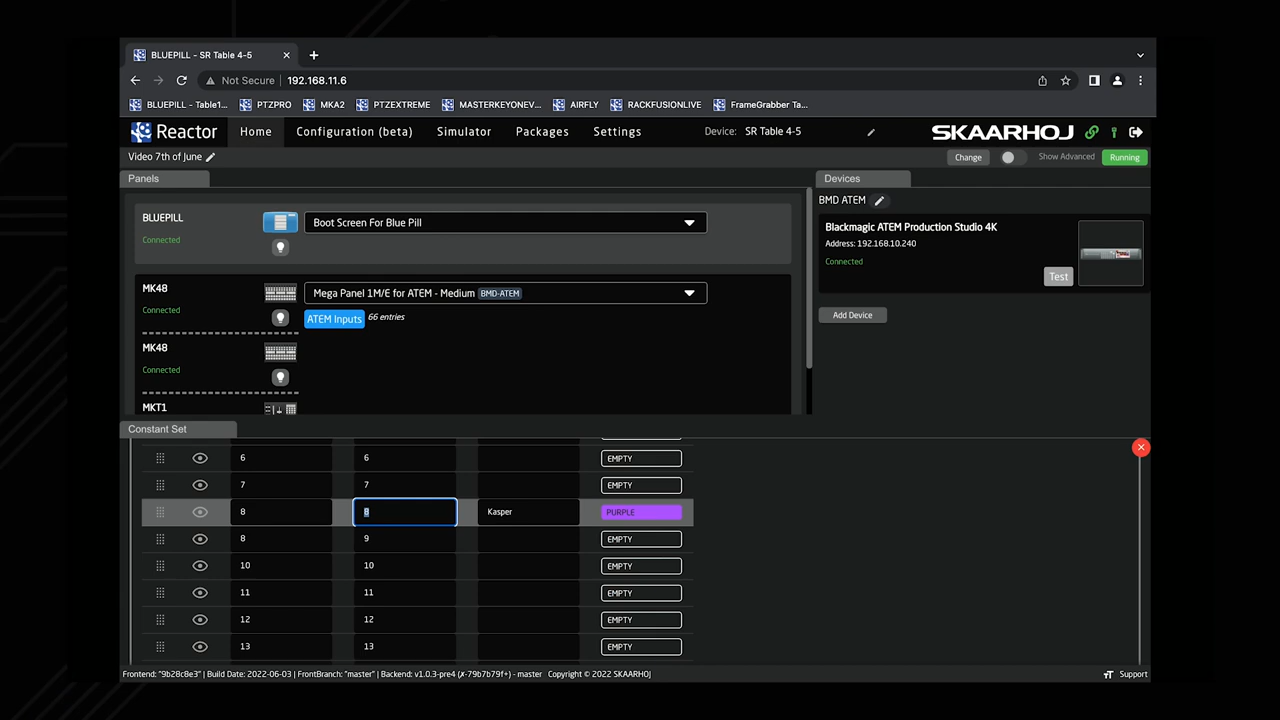 BLUEPILL - SR Table 4-5
Not Secure 192.168.11.6
BLUEPILL - Table1... PTZPRO MKA2 PTZEXTREME MASTERKEYONEV... AIRFLY RACKFUSIONLIVE FrameGrabber Ta...
Reactor Home Configuration (beta) Simulator Packages Settings Device: SR Table 4-5 SKAARHOJ
Video 7th of June Change Show Advanced Running
Panels
BLUEPILL
Connected
Boot Screen For Blue Pill
MK48
Connected
Mega Panel 1M/E for ATEM - Medium BMD-ATEM
ATEM Inputs 66 entries
MK48
Connected
MKT1
Devices
BMD ATEM
Blackmagic ATEM Production Studio 4K
Address: 192.168.10.240
Connected
Test
Add Device
Constant Set
6 6 EMPTY
7 7 EMPTY
8 8 Kasper PURPLE
8 9 EMPTY
10 10 EMPTY
11 11 EMPTY
12 12 EMPTY
13 13 EMPTY
Frontend: "9b28c8e3" | Build Date: 2022-06-03 | FrontBranch: "master" | Backend: v1.0.3-pre4 (✗-79b7b79f+) - master Copyright © 2022 SKAARHOJ Support